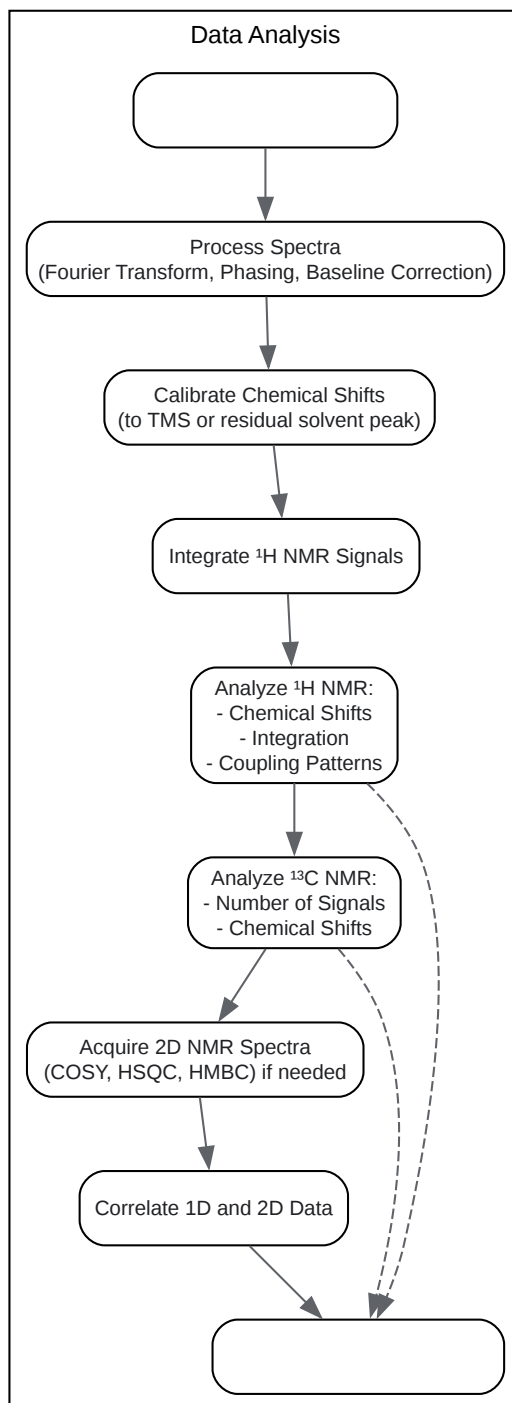 Data Analysis
Process Spectra
(Fourier Transform, Phasing, Baseline Correction)
Calibrate Chemical Shifts
(to TMS or residual solvent peak)
Integrate ¹H NMR Signals
Analyze ¹H NMR:
- Chemical Shifts
- Integration
- Coupling Patterns
Analyze ¹³C NMR:
- Number of Signals
- Chemical Shifts
Acquire 2D NMR Spectra
(COSY, HSQC, HMBC) if needed
Correlate 1D and 2D Data